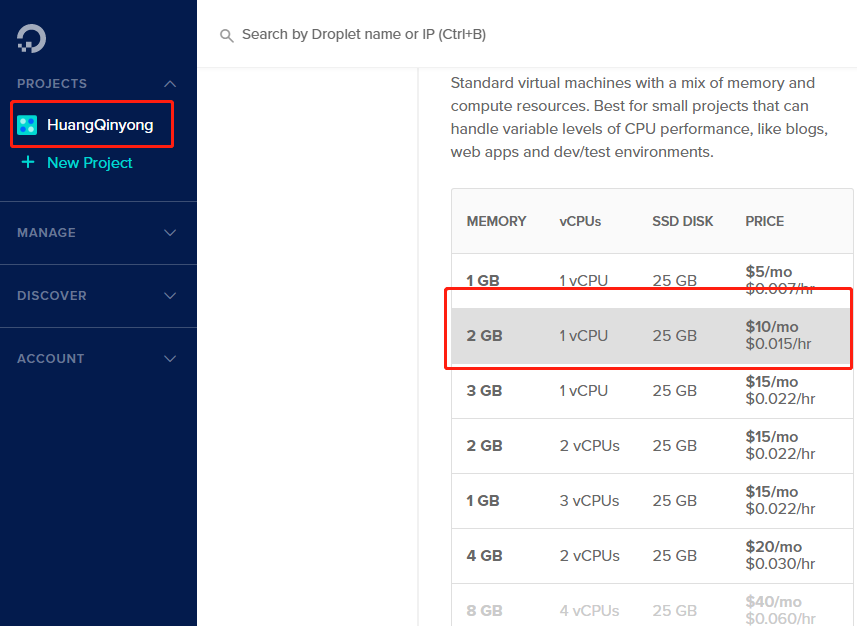 Search by Droplet name or IP (Ctrl+B)
PROJECTS
HuangQinyong
+ New Project
MANAGE
DISCOVER
ACCOUNT
Standard virtual machines with a mix of memory and
compute resources. Best for small projects that can
handle variable levels of CPU performance, like blogs,
web apps and dev/test environments.
MEMORY vCPUs SSD DISK PRICE
1 GB 1 vCPU 25 GB $5/mo
$0.007/hr
2 GB 1 vCPU 25 GB $10/mo
$0.015/hr
3 GB 1 vCPU 25 GB $15/mo
$0.022/hr
2 GB 2 vCPUs 25 GB $15/mo
$0.022/hr
1 GB 3 vCPUs 25 GB $15/mo
$0.022/hr
4 GB 2 vCPUs 25 GB $20/mo
$0.030/hr
8 GB 4 vCPUs 25 GB $40/mo
$0.060/hr